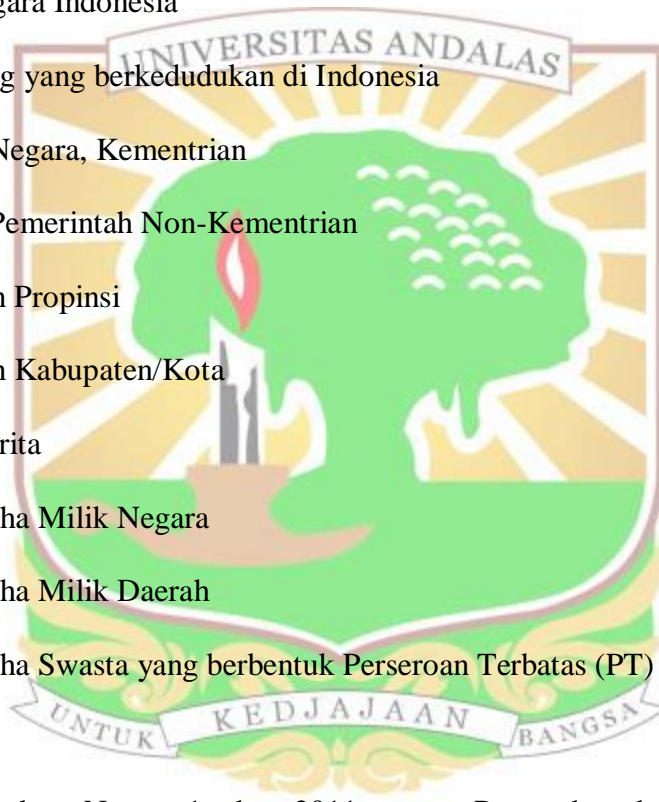 gara Indonesia
UNIVERSITAS ANDALAS
g yang berkedudukan di Indonesia
Negara, Kementrian
Pemerintah Non-Kementrian
n Propinsi
n Kabupaten/Kota
rita
ha Milik Negara
ha Milik Daerah
ha Swasta yang berbentuk Perseroan Terbatas (PT)
UNTUK KEDJAJAAN BANGSA